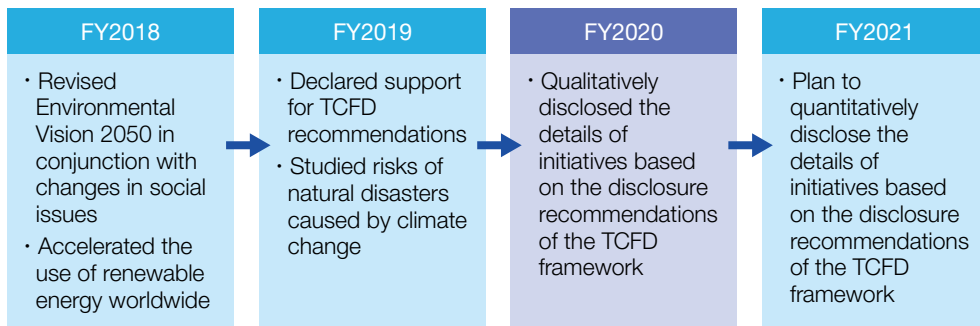 FY2018
・Revised
Environmental
Vision 2050 in
conjunction with
changes in social
issues
・Accelerated the
use of renewable
energy worldwide
FY2019
・Declared support
for TCFD
recommendations
・Studied risks of
natural disasters
caused by climate
change
FY2020
・Qualitatively
disclosed the
details of
initiatives based
on the disclosure
recommendations
of the TCFD
framework
FY2021
・Plan to
quantitatively
disclose the
details of
initiatives based
on the disclosure
recommendations
of the TCFD
framework